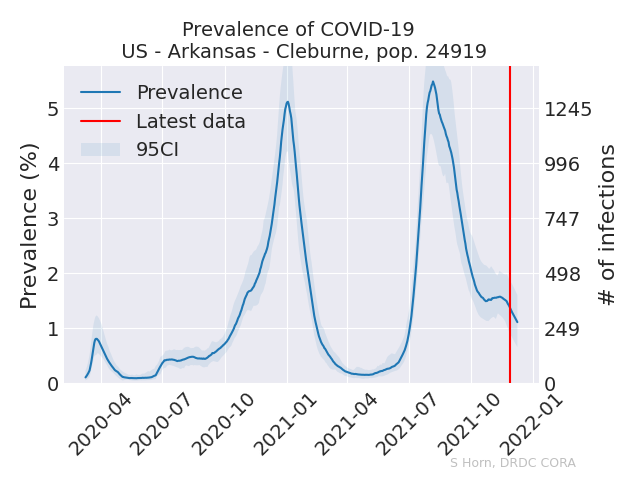 Prevalence of COVID-19
US - Arkansas - Cleburne, pop. 24919
Prevalence
Latest data
95CI
Prevalence (%)
5
4
3
2
1
0
1245
996
747
498
249
0
# of infections
2020-04
2020-07
2020-10
2021-01
2021-04
2021-07
2021-10
2022-01
S Horn, DRDC CORA